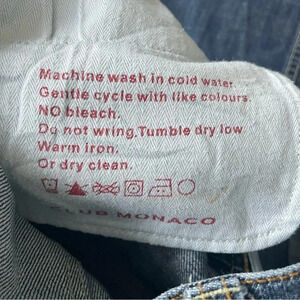 Machine wash in cold water.
Gentle cycle with like colours.
NO bleach.
Do not wring. Tumble dry low
Warm iron.
Or dry clean.
CLUB MONACO